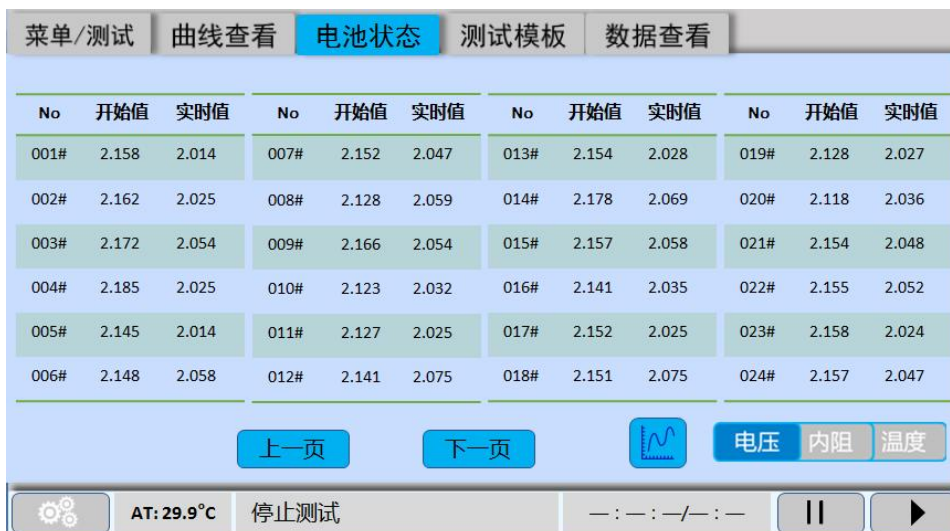 菜单/测试 曲线查看 电池状态 测试模板 数据查看
No 开始值 实时值 No 开始值 实时值 No 开始值 实时值 No 开始值 实时值
001# 2.158 2.014 007# 2.152 2.047 013# 2.154 2.028 019# 2.128 2.027
002# 2.162 2.025 008# 2.128 2.059 014# 2.178 2.069 020# 2.118 2.036
003# 2.172 2.054 009# 2.166 2.054 015# 2.157 2.058 021# 2.154 2.048
004# 2.185 2.025 010# 2.123 2.032 016# 2.141 2.035 022# 2.155 2.052
005# 2.145 2.014 011# 2.127 2.025 017# 2.152 2.025 023# 2.158 2.024
006# 2.148 2.058 012# 2.141 2.075 018# 2.151 2.075 024# 2.157 2.047
上一页 下一页 电压 内阻 温度
AT: 29.9°C 停止测试 — : — : —/— : —